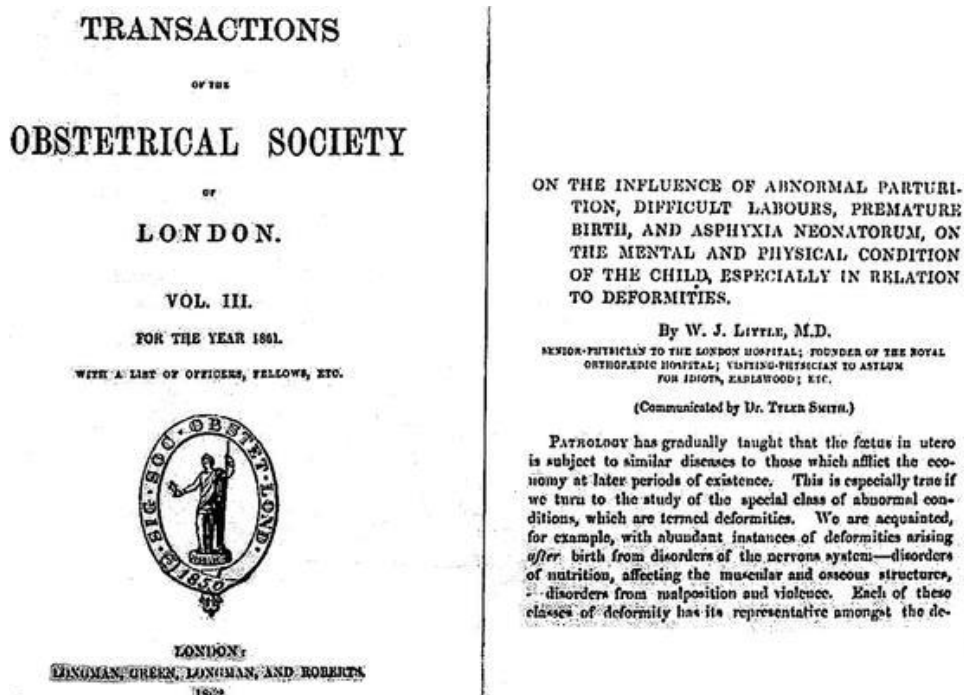 TRANSACTIONS
OF THE
OBSTETRICAL SOCIETY
OF
LONDON.
VOL. III.
FOR THE YEAR 1861.
WITH A LIST OF OFFICERS, FELLOWS, ETC.
SIG · SOC · OBSTET · LOND ·
LONDON:
LONGMAN, GREEN, LONGMAN, AND ROBERTS.
ON THE INFLUENCE OF ABNORMAL PARTURI-
TION, DIFFICULT LABOURS, PREMATURE
BIRTH, AND ASPHYXIA NEONATORUM, ON
THE MENTAL AND PHYSICAL CONDITION
OF THE CHILD, ESPECIALLY IN RELATION
TO DEFORMITIES.
By W. J. LITTLE, M.D.
SENIOR-PHYSICIAN TO THE LONDON HOSPITAL; FOUNDER OF THE ROYAL
ORTHOPÆDIC HOSPITAL; VISITING-PHYSICIAN TO ASYLUM
FOR IDIOTS, EARLSWOOD; ETC.
(Communicated by Dr. TYLER SMITH.)
PATHOLOGY has gradually taught that the fœtus in utero
is subject to similar diseases to those which afflict the eco-
nomy at later periods of existence. This is especially true if
we turn to the study of the special class of abnormal con-
ditions, which are termed deformities. We are acquainted,
for example, with abundant instances of deformities arising
after birth from disorders of the nervous system—disorders
of nutrition, affecting the muscular and osseous structures,
- disorders from malposition and violence. Each of these
classes of deformity has its representative amongst the de-